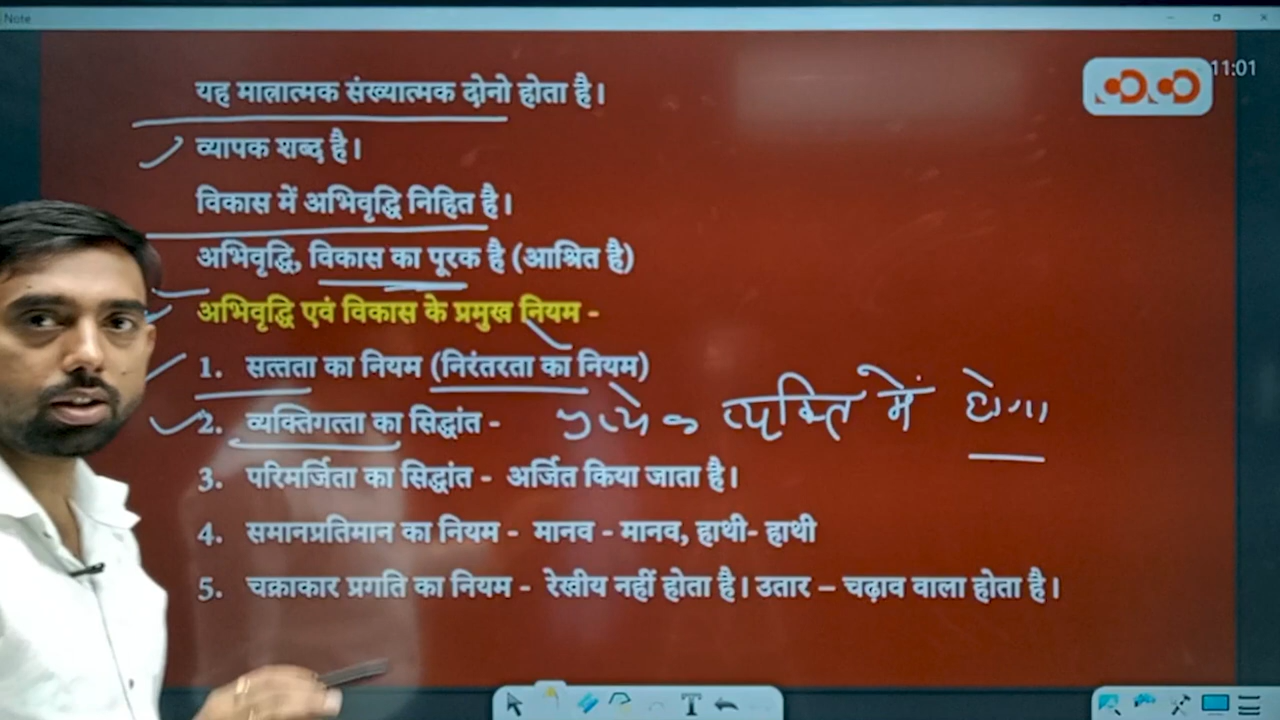 Note
11:01
यह मात्रात्मक संख्यात्मक दोनो होता है।
व्यापक शब्द है।
विकास में अभिवृद्धि निहित है।
अभिवृद्धि, विकास का पूरक है (आश्रित है)
अभिवृद्धि एवं विकास के प्रमुख नियम -
1. सत्तता का नियम (निरंतरता का नियम)
2. व्यक्तिगत्ता का सिद्धांत - प्रत्येक व्यक्ति में होगा
3. परिमर्जिता का सिद्धांत - अर्जित किया जाता है।
4. समानप्रतिमान का नियम - मानव - मानव, हाथी- हाथी
5. चक्राकार प्रगति का नियम - रेखीय नहीं होता है। उतार – चढ़ाव वाला होता है।